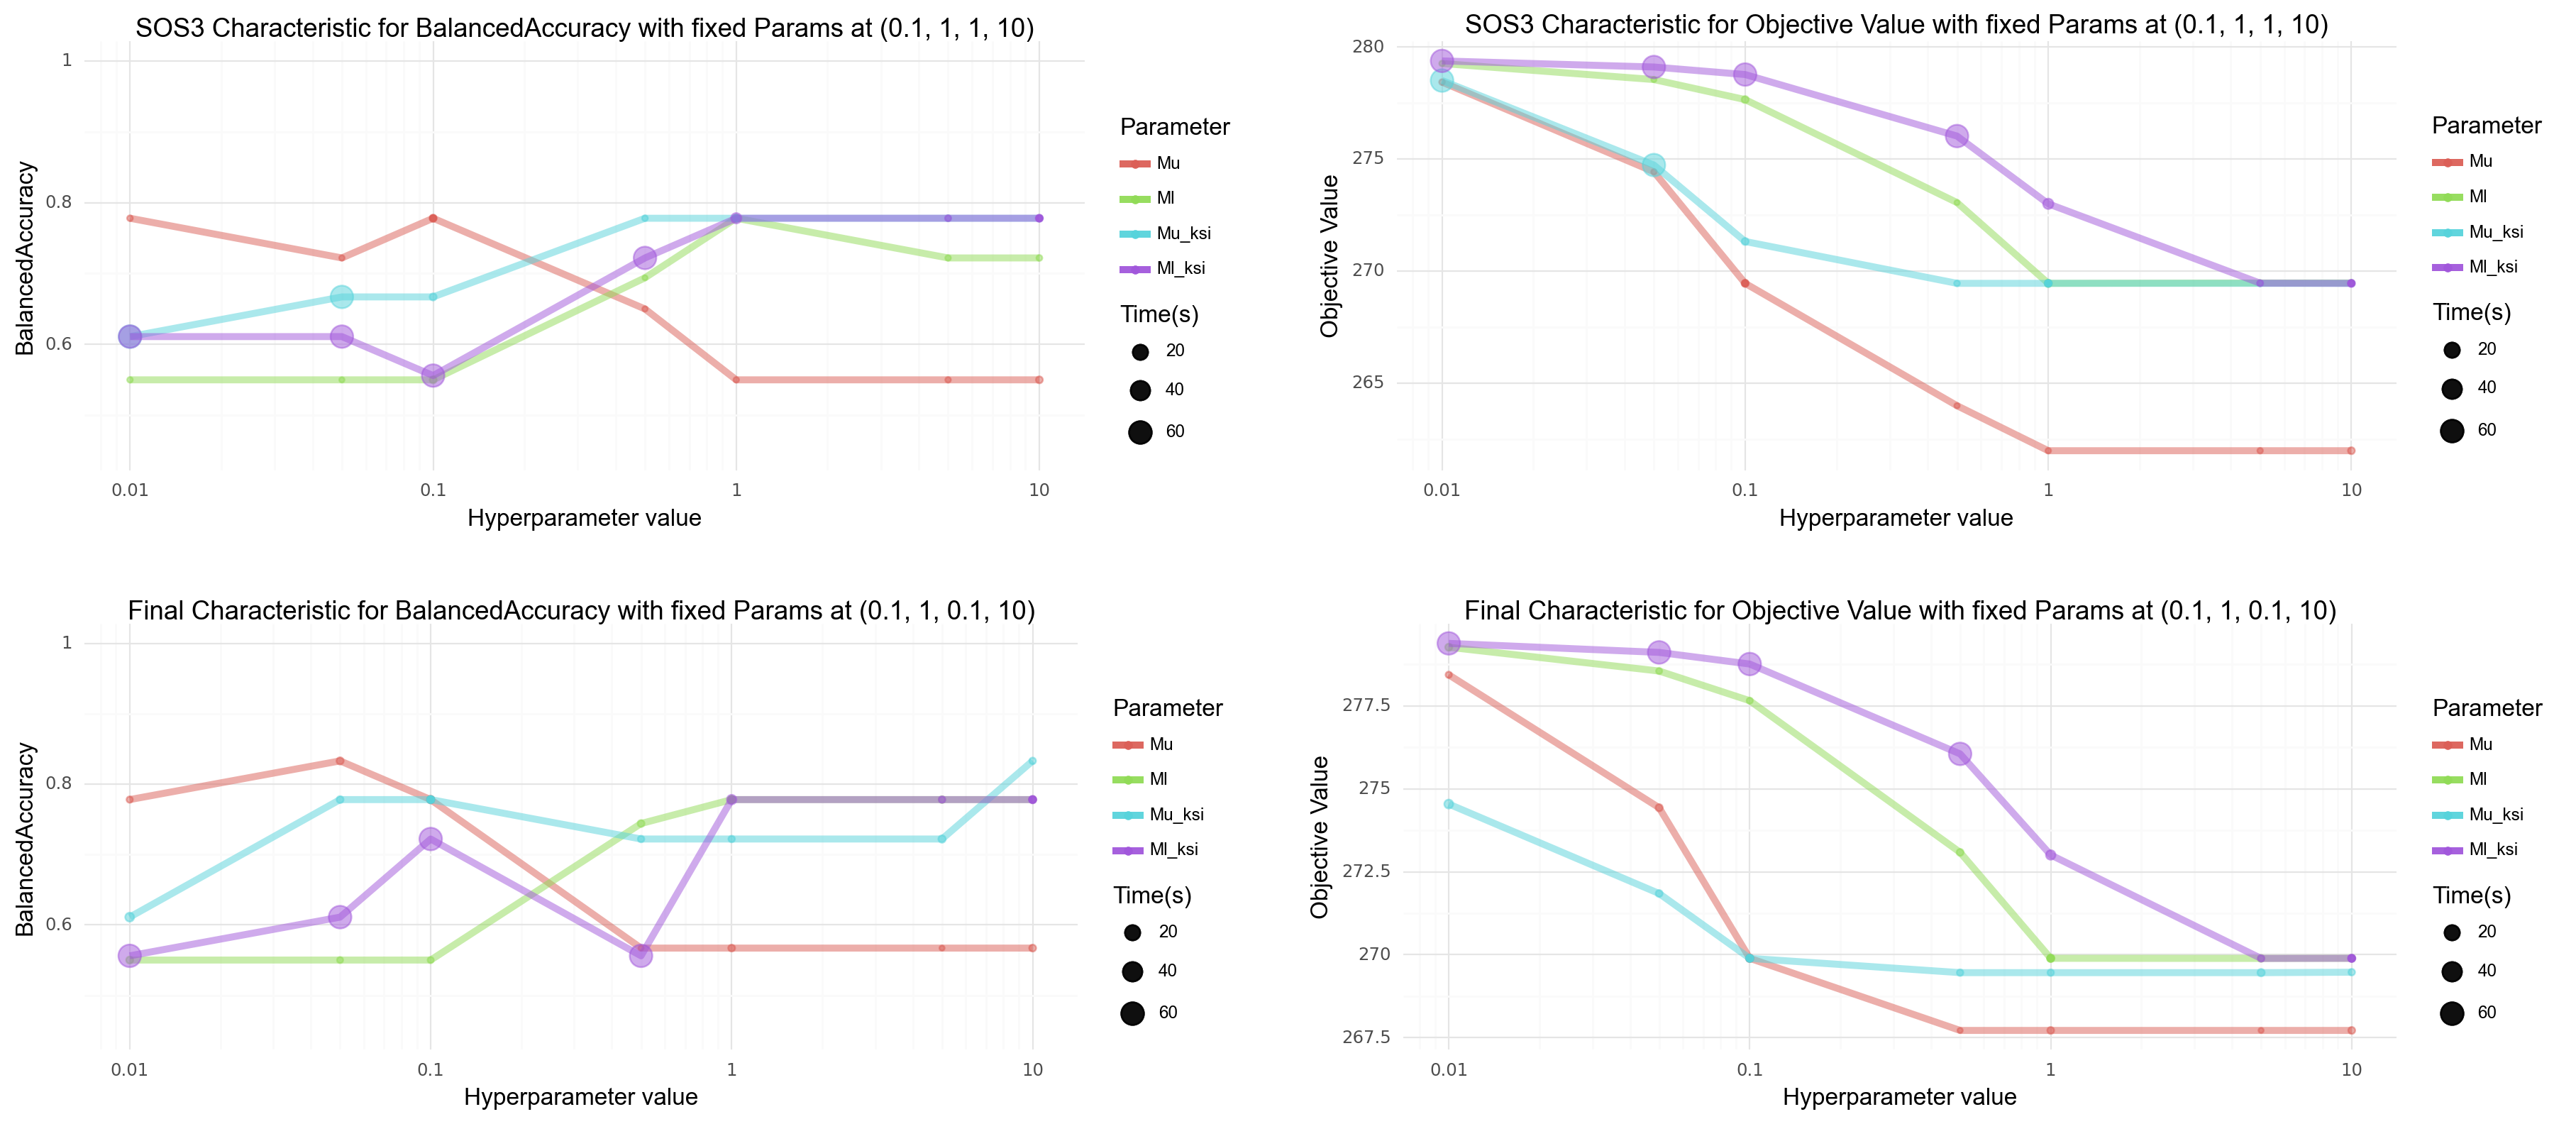 SOS3 Characteristic for BalancedAccuracy with fixed Params at (0.1, 1, 1, 10)
1
0.8
0.6
BalancedAccuracy
0.01
0.1
1
10
Hyperparameter value
Parameter
Mu
Ml
Mu_ksi
Ml_ksi
Time(s)
20
40
60
SOS3 Characteristic for Objective Value with fixed Params at (0.1, 1, 1, 10)
280
275
270
265
Objective Value
0.01
0.1
1
10
Hyperparameter value
Parameter
Mu
Ml
Mu_ksi
Ml_ksi
Time(s)
20
40
60
Final Characteristic for BalancedAccuracy with fixed Params at (0.1, 1, 0.1, 10)
1
0.8
0.6
BalancedAccuracy
0.01
0.1
1
10
Hyperparameter value
Parameter
Mu
Ml
Mu_ksi
Ml_ksi
Time(s)
20
40
60
Final Characteristic for Objective Value with fixed Params at (0.1, 1, 0.1, 10)
277.5
275
272.5
270
267.5
Objective Value
0.01
0.1
1
10
Hyperparameter value
Parameter
Mu
Ml
Mu_ksi
Ml_ksi
Time(s)
20
40
60